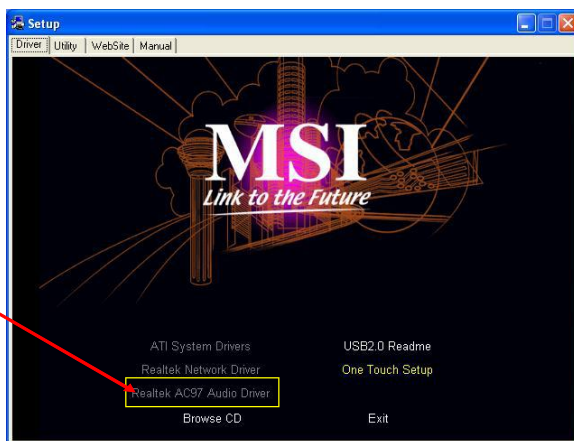 Setup
Driver Utility WebSite Manual
MSI
Link to the Future
ATI System Drivers USB2.0 Readme
Realtek Network Driver One Touch Setup
Realtek AC97 Audio Driver
Browse CD Exit